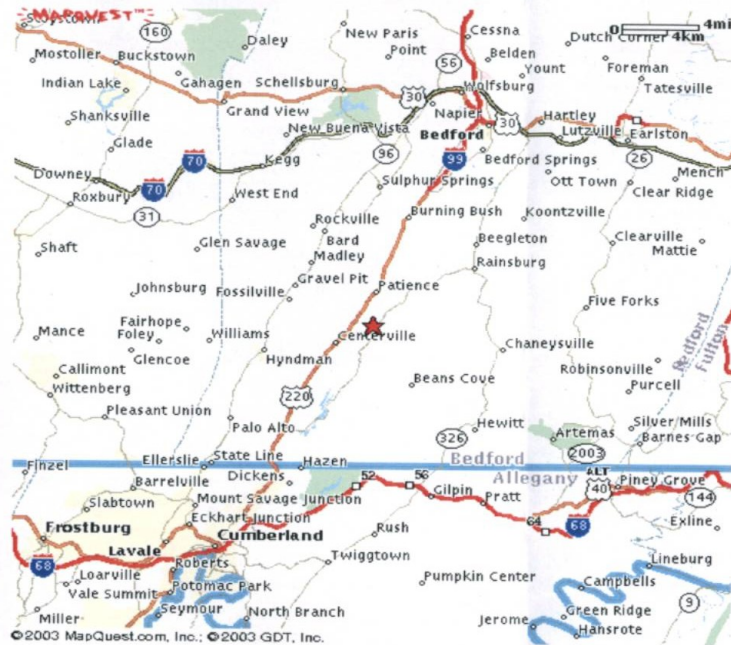 MAPQUEST
Stoystown
160
Daley
New Paris
Cessna
0 4mi
4km
Mostoller
Buckstown
Point
56
Belden
Dutch Corner
Indian Lake
Gahagen
Schellsburg
Yount
Foreman
Wolfsburg
Tatesville
Shanksville
Grand View
30
Napier
30
Hartley
Glade
New Buena Vista
Bedford
Lutzville
Earlston
70
96
99
Bedford Springs
26
Downey
70
Kegg
Sulphur Springs
Ott Town
Mench
Roxbury
31
West End
Clear Ridge
Burning Bush
Koontzville
Rockville
Shaft
Glen Savage
Bard
Beegleton
Clearville
Madley
Mattie
Rainsburg
Johnsburg
Gravel Pit
Patience
Fossilville
Five Forks
Mance
Fairhope
Foley
Williams
Centerville
Chaneysville
Bedford
Fulton
Glencoe
Hyndman
Callimont
Robinsonville
Wittenberg
220
Beans Cove
Purcell
Pleasant Union
Palo Alto
Hewitt
Silver Mills
326
Artemas
Barnes Gap
Finzel
Ellerslie
State Line
Hazen
Bedford
2003
Barrelville
Dickens
52
56
Allegany
ALT
40
Piney Grove
Slabtown
Mount Savage Junction
Gilpin
Pratt
144
Frostburg
Eckhart Junction
64
68
Exline
Lavale
Cumberland
Rush
68
Roberts
Twiggtown
Lineburg
Loarville
Potomac Park
Pumpkin Center
Campbells
Vale Summit
9
Miller
Seymour
North Branch
Jerome
Green Ridge
Hansrote
©2003 MapQuest.com, Inc.; ©2003 GDT, Inc.